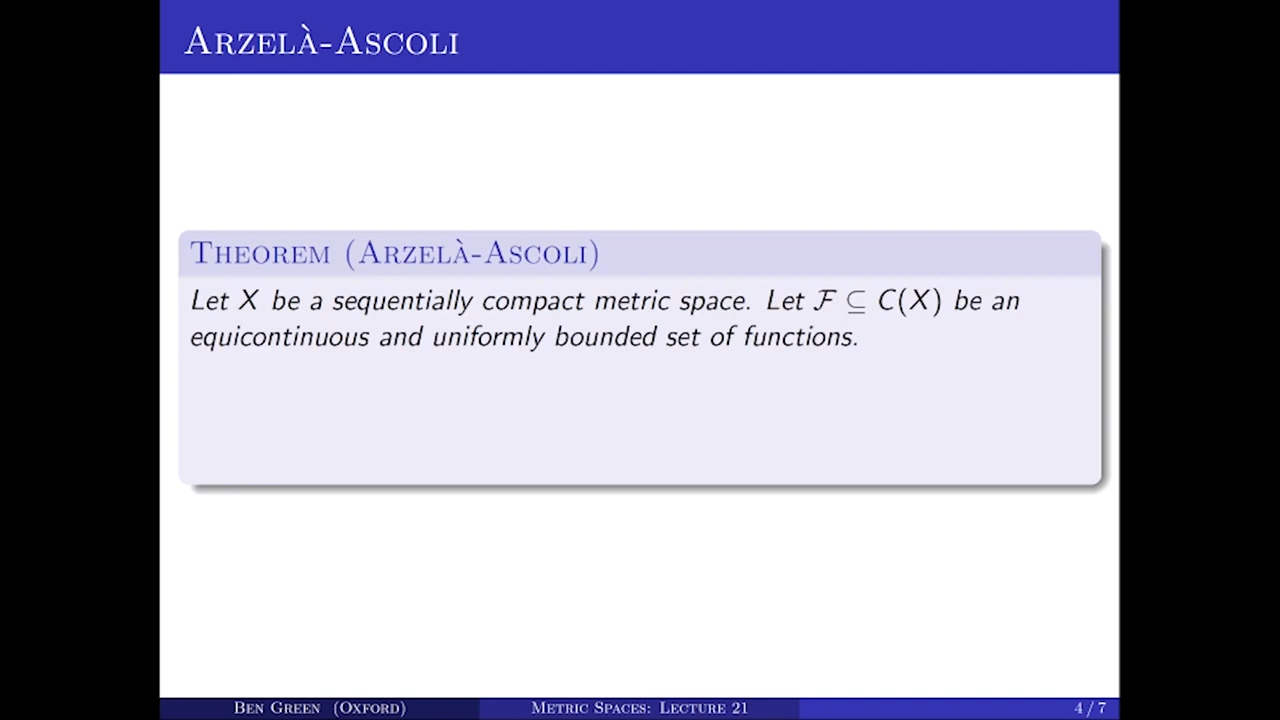 Arzelà-Ascoli
Theorem (Arzelà-Ascoli)
Let X be a sequentially compact metric space. Let ℱ ⊆ C(X) be an
equicontinuous and uniformly bounded set of functions.
Ben Green (Oxford) Metric Spaces: Lecture 21 4 / 7